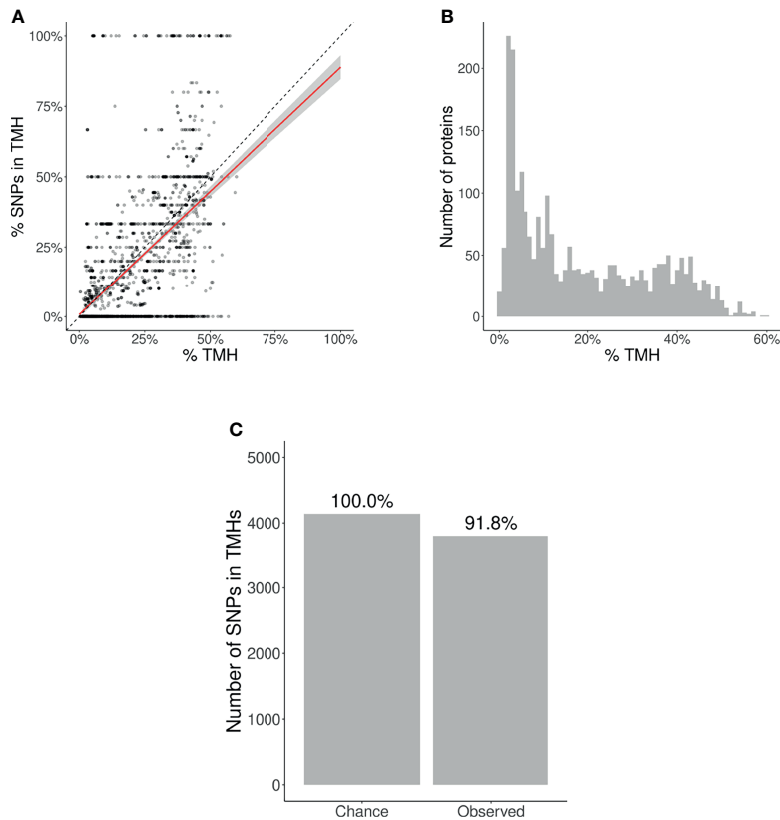 A
100%
75%
50%
25%
0%
% SNPs in TMH
0%
25%
50%
75%
100%
% TMH
B
200
150
100
50
0
Number of proteins
0%
20%
40%
60%
% TMH
C
5000
4000
3000
2000
1000
0
Number of SNPs in TMHs
100.0%
91.8%
Chance
Observed